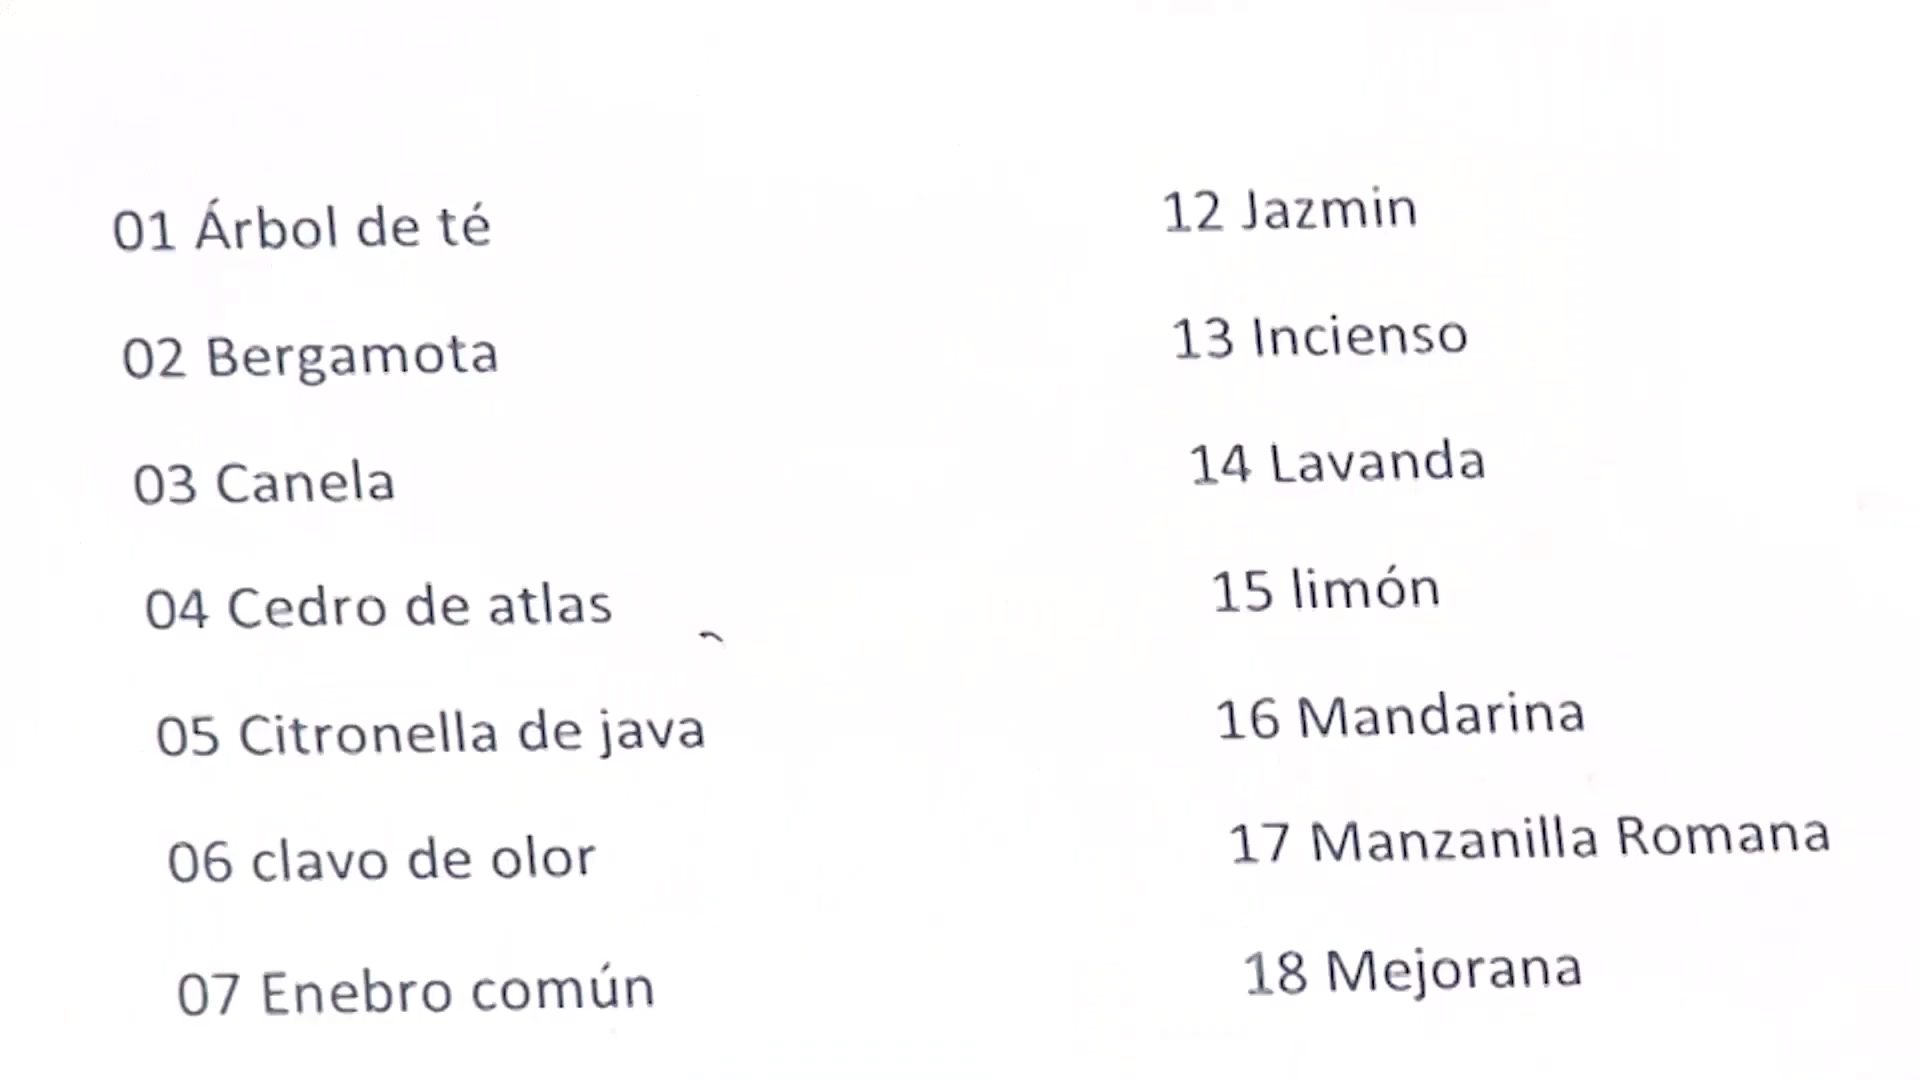 01 Árbol de té
02 Bergamota
03 Canela
04 Cedro de atlas
05 Citronella de java
06 clavo de olor
07 Enebro común
12 Jazmin
13 Incienso
14 Lavanda
15 limón
16 Mandarina
17 Manzanilla Romana
18 Mejorana